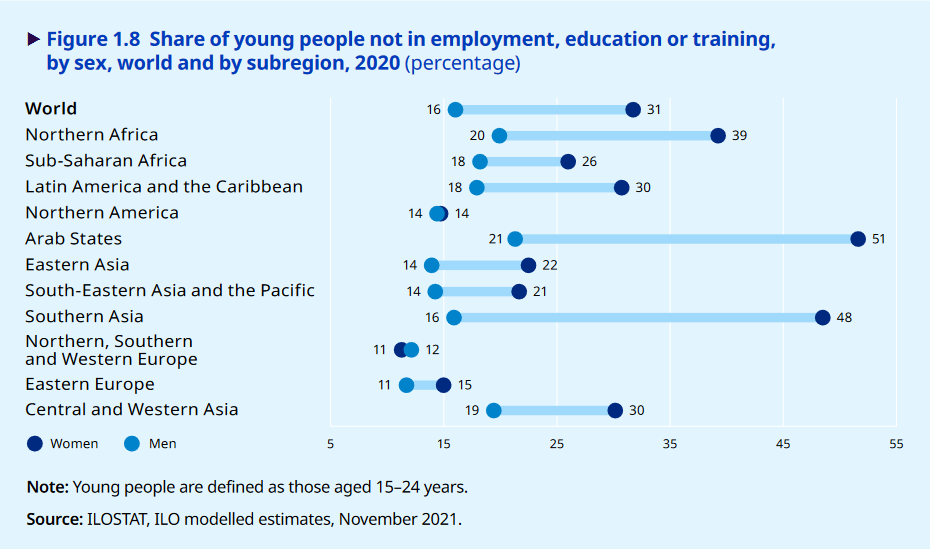 Figure 1.8 Share of young people not in employment, education or training,
by sex, world and by subregion, 2020 (percentage)
World 16 31
Northern Africa 20 39
Sub-Saharan Africa 18 26
Latin America and the Caribbean 18 30
Northern America 14 14
Arab States 21 51
Eastern Asia 14 22
South-Eastern Asia and the Pacific 14 21
Southern Asia 16 48
Northern, Southern
and Western Europe 11 12
Eastern Europe 11 15
Central and Western Asia 19 30
Women Men 5 15 25 35 45 55
Note: Young people are defined as those aged 15–24 years.
Source: ILOSTAT, ILO modelled estimates, November 2021.